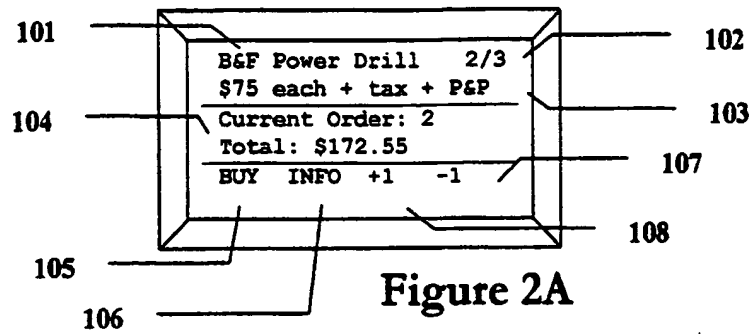 101
B&F Power Drill 2/3
102
$75 each + tax + P&P
103
104
Current Order: 2
Total: $172.55
BUY INFO +1 -1
107
108
105
106
Figure 2A